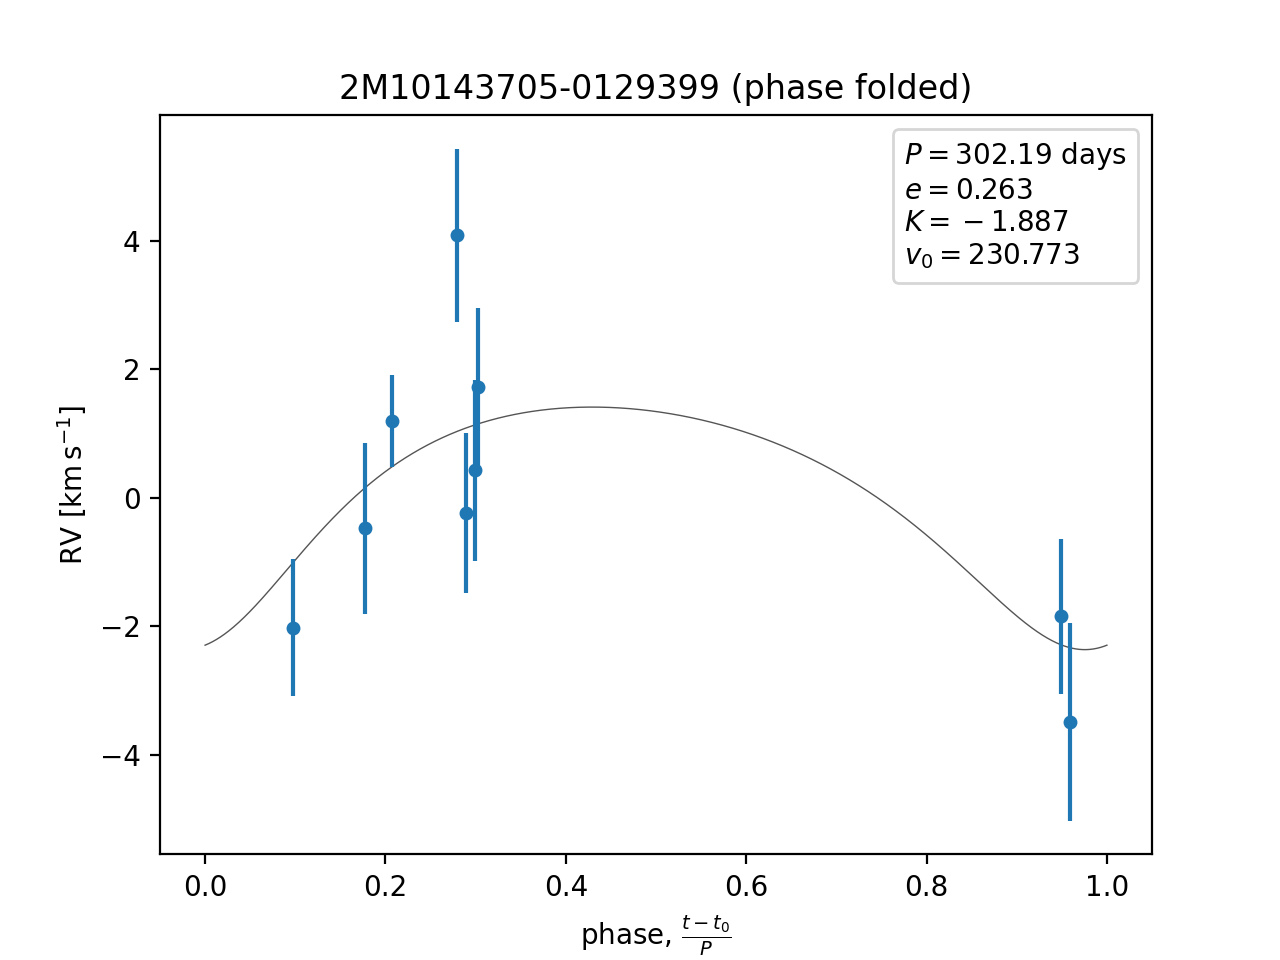 2M10143705-0129399 (phase folded)
P = 302.19 days
e = 0.263
K = −1.887
v₀ = 230.773
4
2
0
−2
−4
RV [km s⁻¹]
0.0 0.2 0.4 0.6 0.8 1.0
phase, (t − t₀)/P